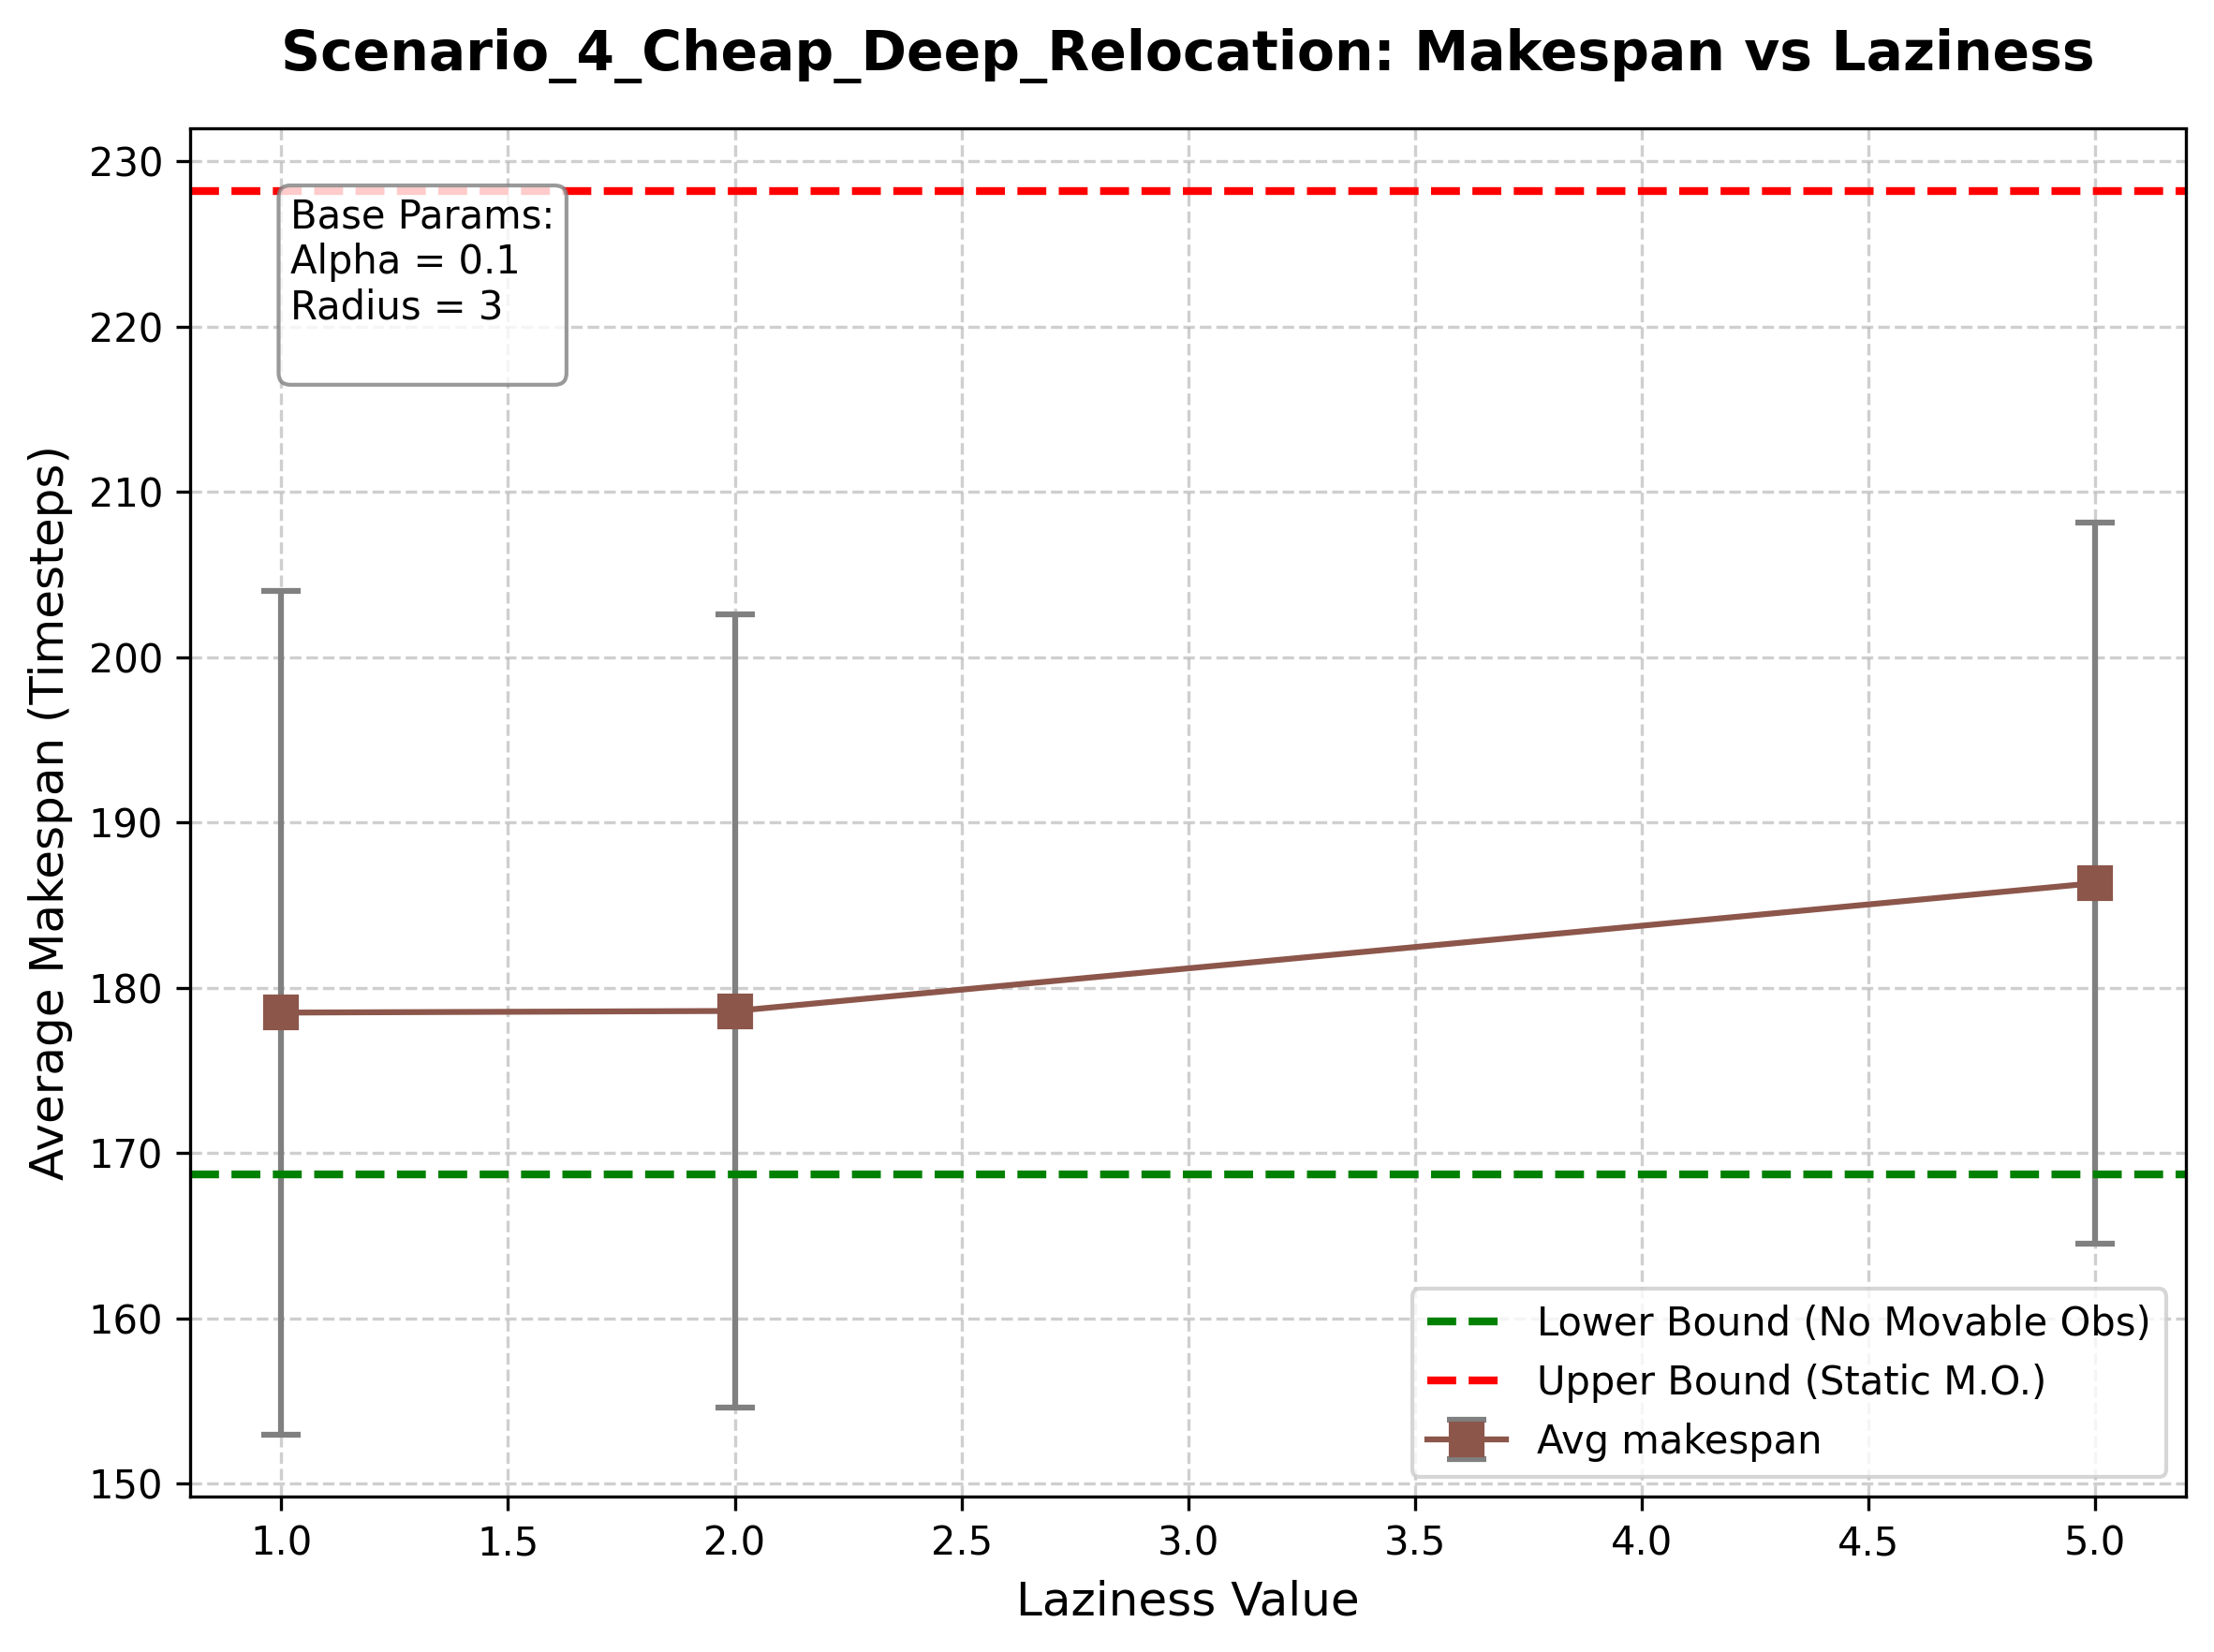 Scenario_4_Cheap_Deep_Relocation: Makespan vs Laziness
Average Makespan (Timesteps)
230
220
210
200
190
180
170
160
150
Base Params:
Alpha = 0.1
Radius = 3
Lower Bound (No Movable Obs)
Upper Bound (Static M.O.)
Avg makespan
1.0 1.5 2.0 2.5 3.0 3.5 4.0 4.5 5.0
Laziness Value